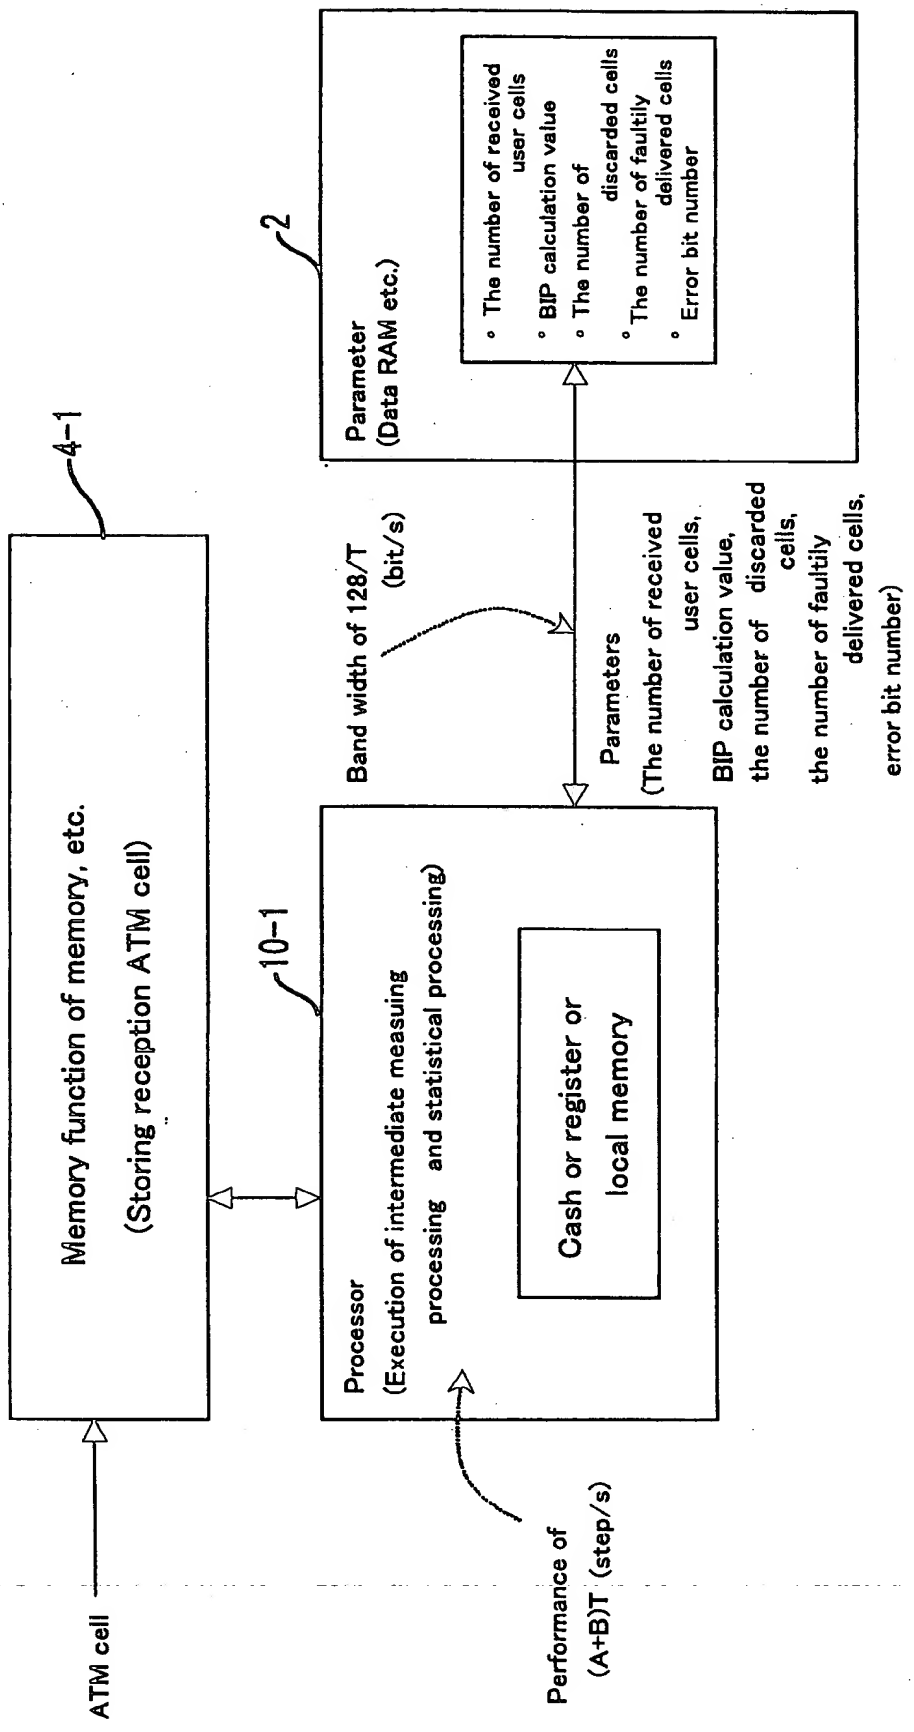 ATM cell
Memory function of memory, etc.
(Storing reception ATM cell)
4-1
Performance of
(A+B)T (step/s)
Processor
(Execution of intermediate measuing
processing and statistical processing)
Cash or register or
local memory
10-1
Band width of 128/T
(bit/s)
Parameters
(The number of received
user cells,
BIP calculation value,
the number of discarded
cells,
the number of faultily
delivered cells,
error bit number)
2
Parameter
(Data RAM etc.)
° The number of received
user cells
° BIP calculation value
° The number of
discarded cells
° The number of faultily
delivered cells
° Error bit number